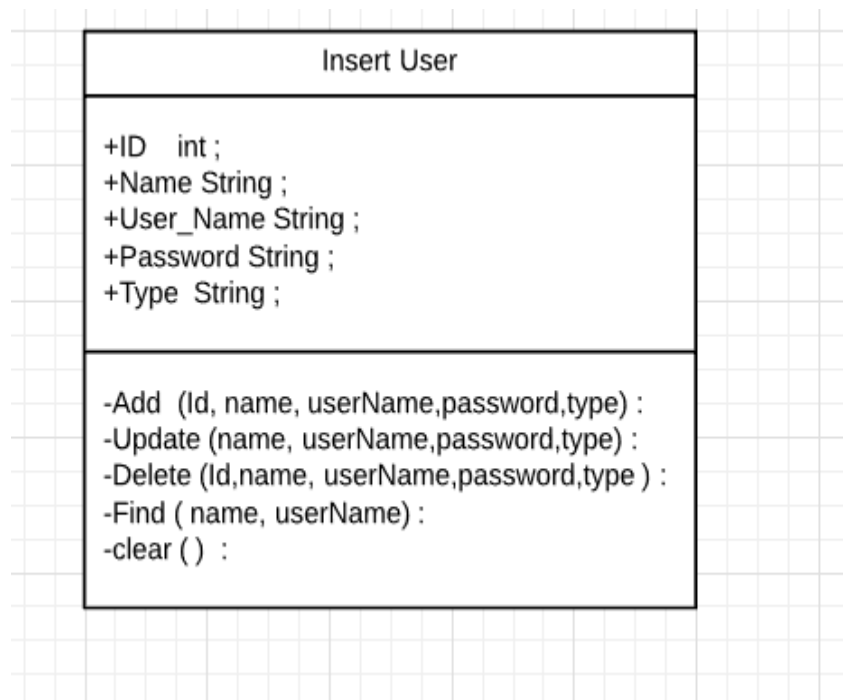 Insert User
+ID int ;
+Name String ;
+User_Name String ;
+Password String ;
+Type String ;
-Add (Id, name, userName,password,type) :
-Update (name, userName,password,type) :
-Delete (Id,name, userName,password,type ) :
-Find ( name, userName) :
-clear ( ) :